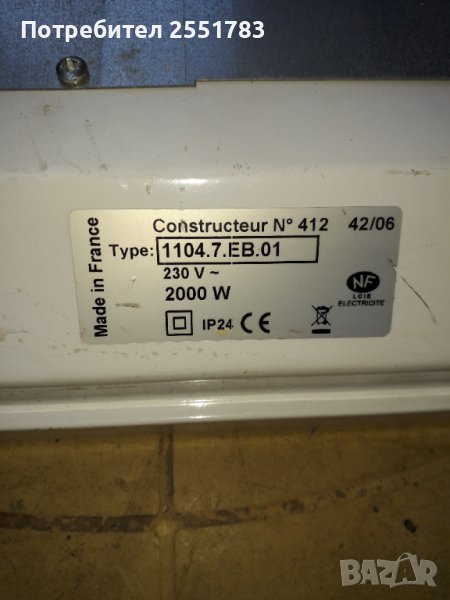 Потребител 2551783
Made in France
Constructeur N° 412 42/06
Type: 1104.7.EB.01
230 V ~
2000 W
IP24 CE
NF
LCIE
ELECTRICITE
BAZAR